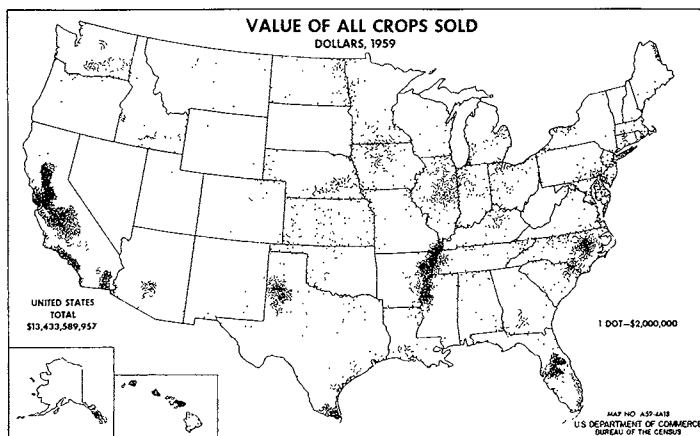 VALUE OF ALL CROPS SOLD
DOLLARS, 1959
UNITED STATES
TOTAL
$13,433,589,957
1 DOT—$2,000,000
MAP NO. A59-4A13
U.S DEPARTMENT OF COMMERCE
BUREAU OF THE CENSUS